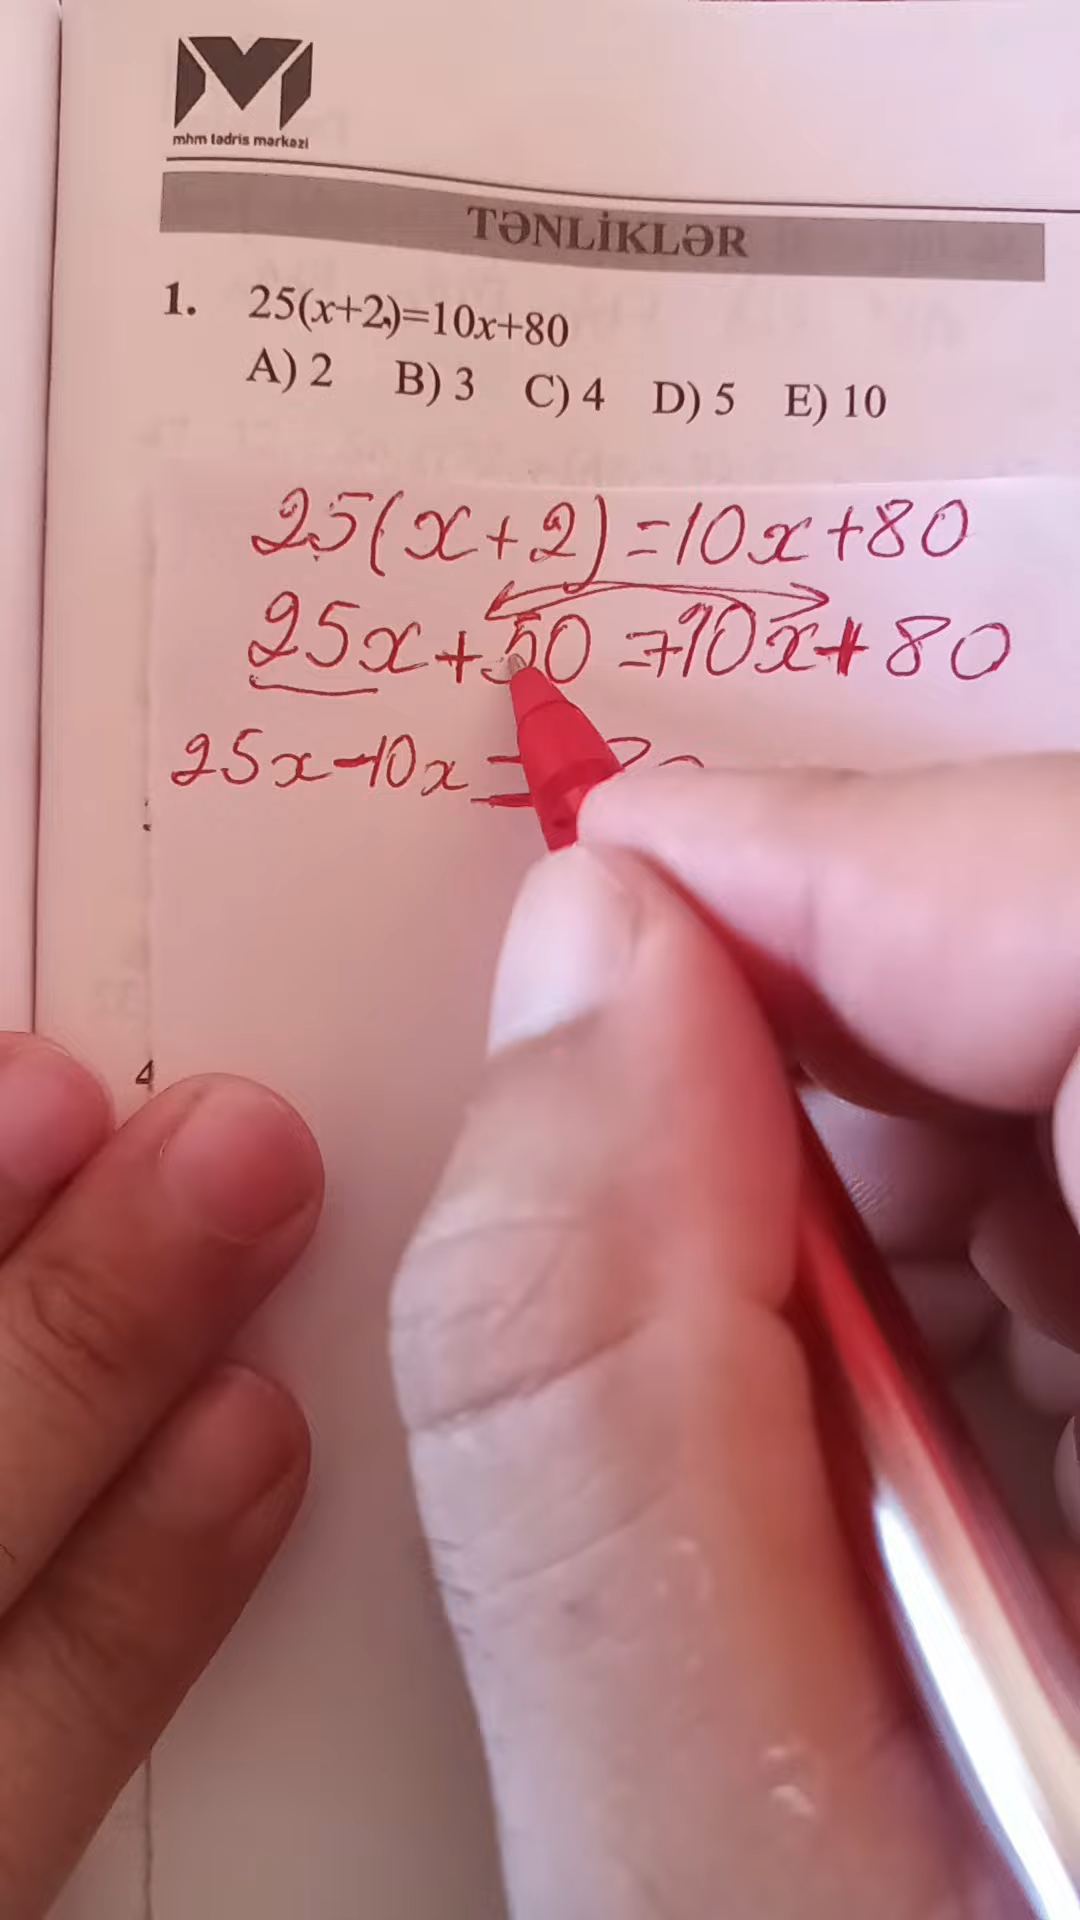 mhm tədris mərkəzi
TƏNLİKLƏR
1. 25(x+2)=10x+80
A) 2 B) 3 C) 4 D) 5 E) 10
25(x+2)=10x+80
25x+50=+10x+80
25x-10x=
4